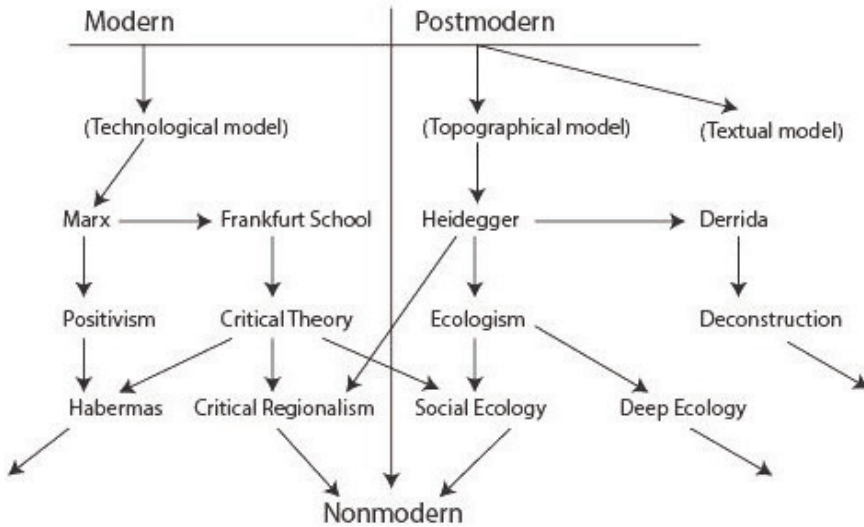 Modern Postmodern
(Technological model) (Topographical model) (Textual model)
Marx Frankfurt School Heidegger Derrida
Positivism Critical Theory Ecologism Deconstruction
Habermas Critical Regionalism Social Ecology Deep Ecology
Nonmodern